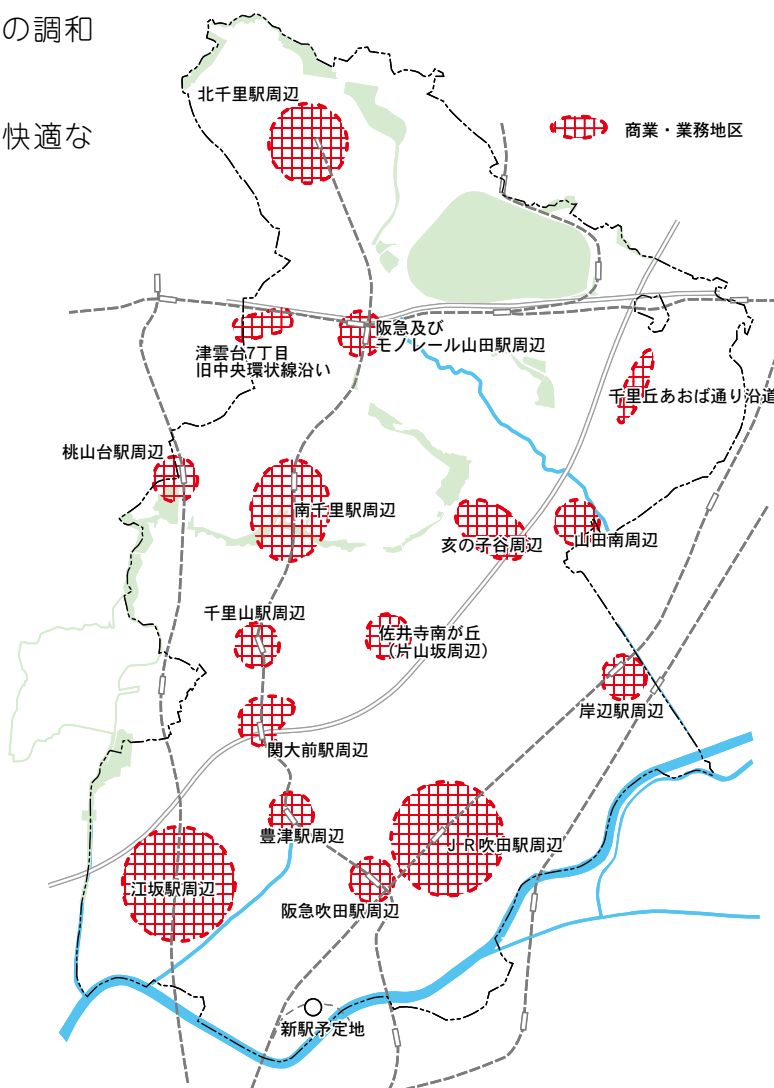 の調和
快適な
北千里駅周辺
商業・業務地区
阪急及び
モノレール山田駅周辺
津雲台7丁目
旧中央環状線沿い
千里丘あおば通り沿道
桃山台駅周辺
南千里駅周辺
亥の子谷周辺
山田南周辺
千里山駅周辺
佐井寺南が丘
（片山坂周辺）
岸辺駅周辺
関大前駅周辺
豊津駅周辺
JR吹田駅周辺
江坂駅周辺
阪急吹田駅周辺
新駅予定地